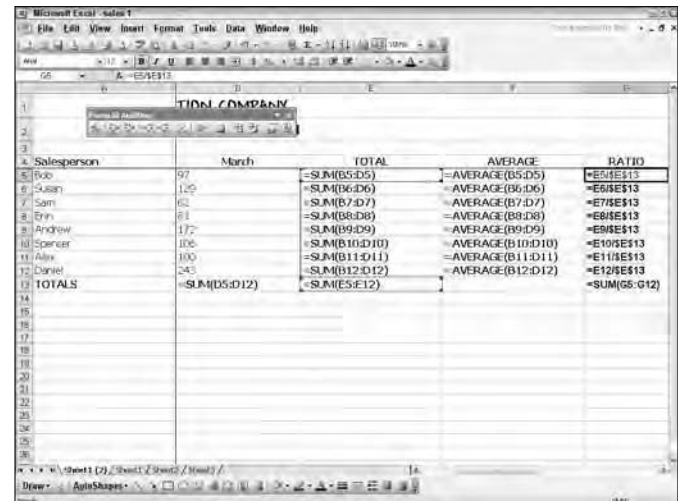 Microsoft Excel - sales 1
File Edit View Insert Format Tools Data Window Help
G5 =E5/$E$13
TION COMPANY
Formula Auditing
Salesperson March TOTAL AVERAGE RATIO
Bob 97 =SUM(B5:D5) =AVERAGE(B5:D5) =E5/$E$13
Susan 129 =SUM(B6:D6) =AVERAGE(B6:D6) =E6/$E$13
Sam 62 =SUM(B7:D7) =AVERAGE(B7:D7) =E7/$E$13
Erin 81 =SUM(B8:D8) =AVERAGE(B8:D8) =E8/$E$13
Andrew 172 =SUM(B9:D9) =AVERAGE(B9:D9) =E9/$E$13
Spencer 106 =SUM(B10:D10) =AVERAGE(B10:D10) =E10/$E$13
Alex 100 =SUM(B11:D11) =AVERAGE(B11:D11) =E11/$E$13
Daniel 243 =SUM(B12:D12) =AVERAGE(B12:D12) =E12/$E$13
TOTALS =SUM(D5:D12) =SUM(E5:E12) =SUM(G5:G12)
Sheet1 (2) / Sheet1 / Sheet2 / Sheet3 /
Draw AutoShapes